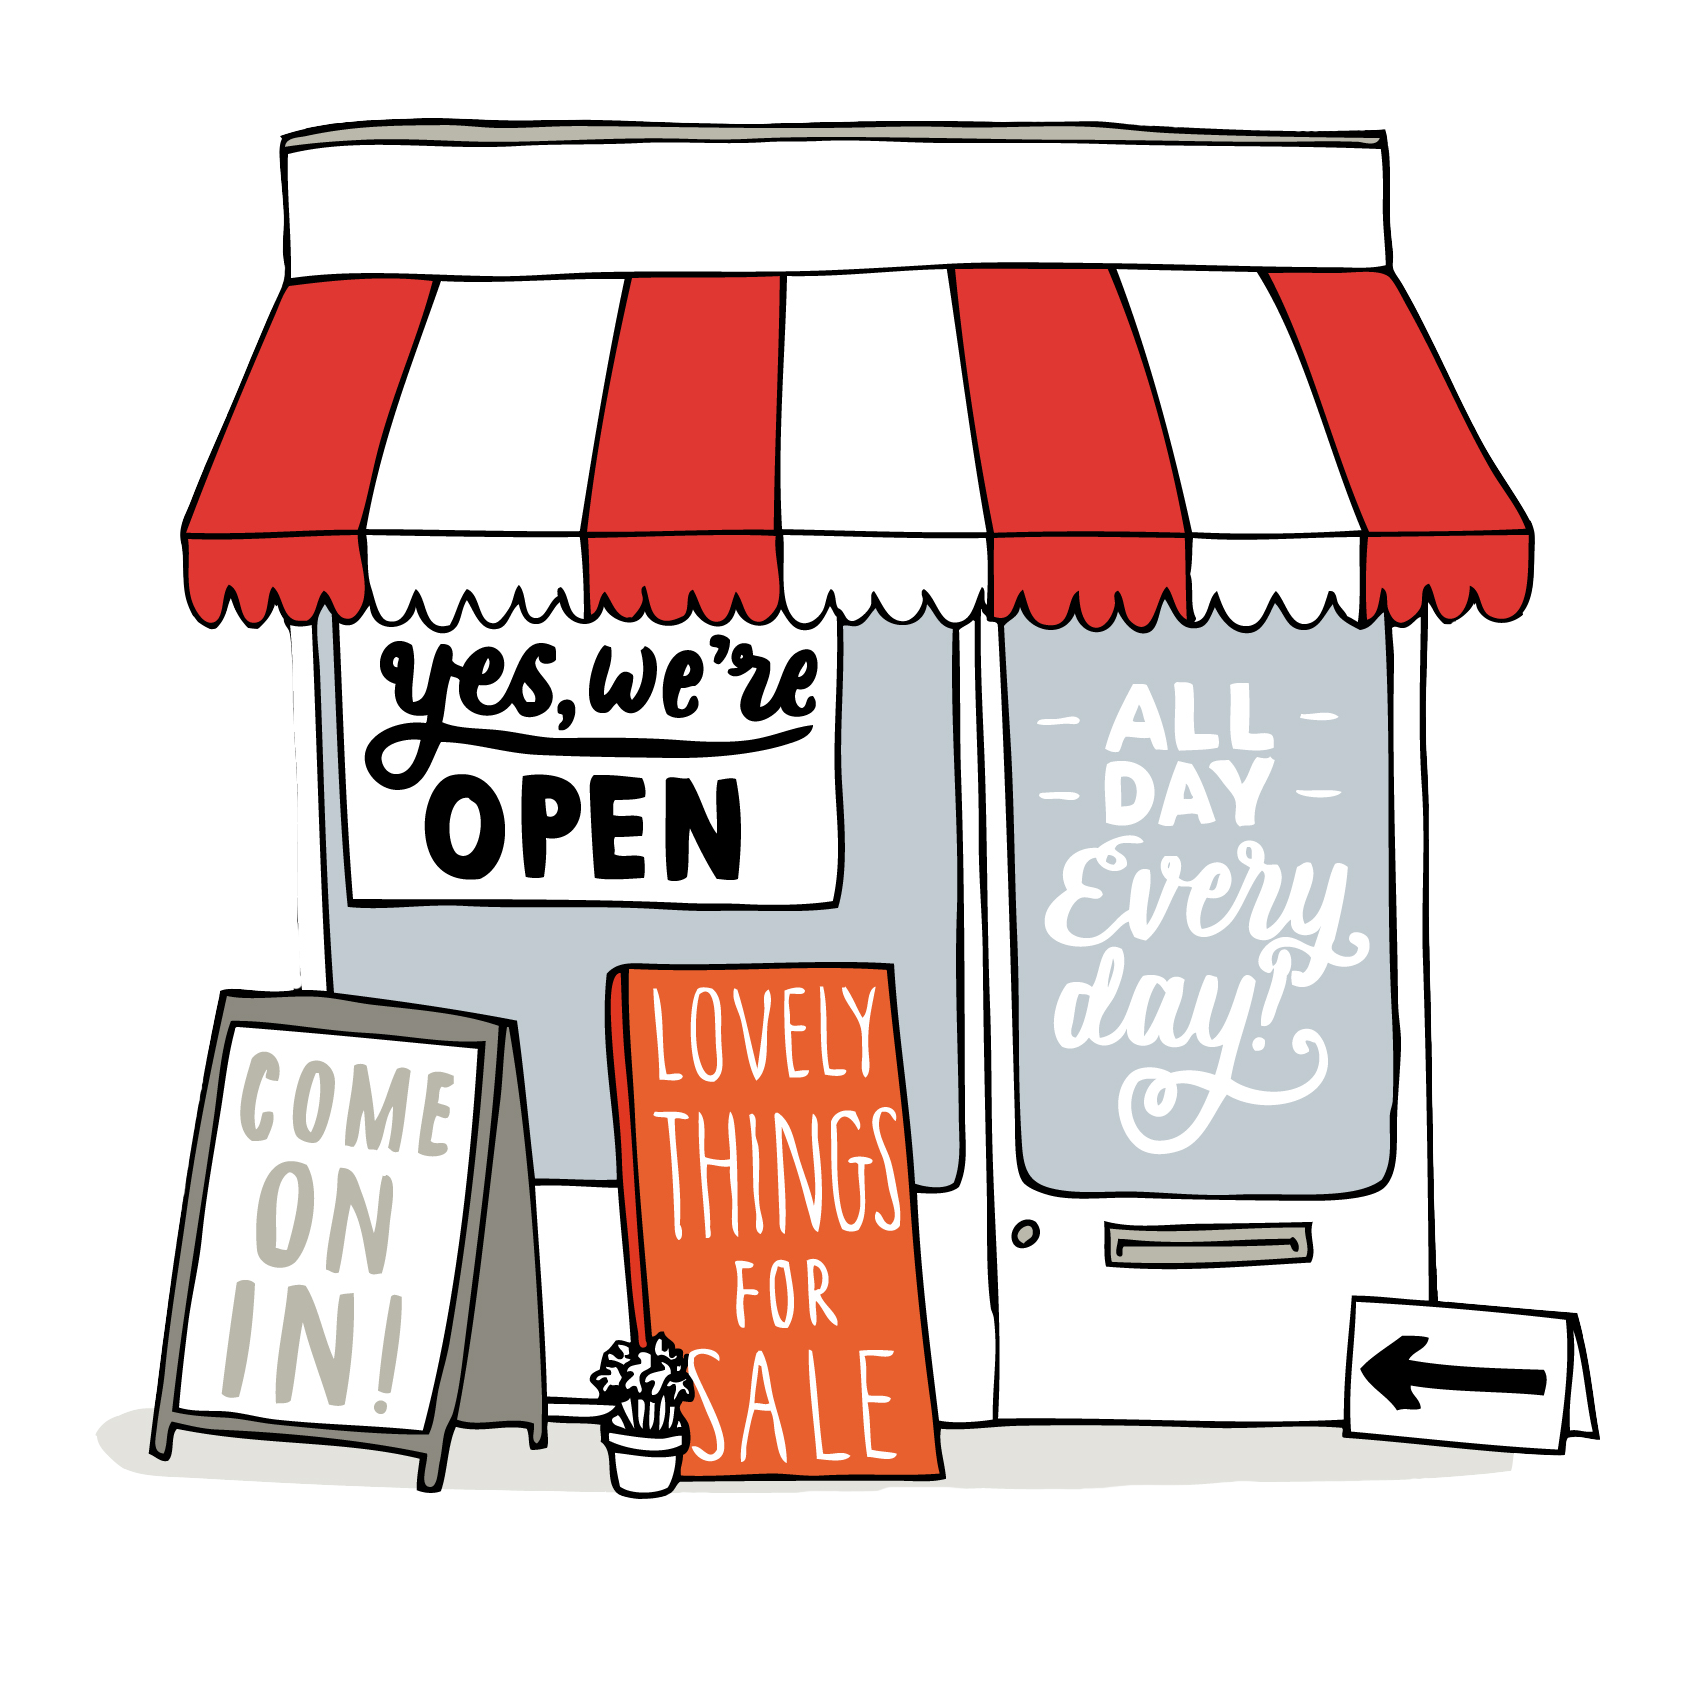 yes, we're
OPEN
ALL
DAY
Every
day!
COME
ON
IN!
LOVELY
THINGS
FOR
SALE